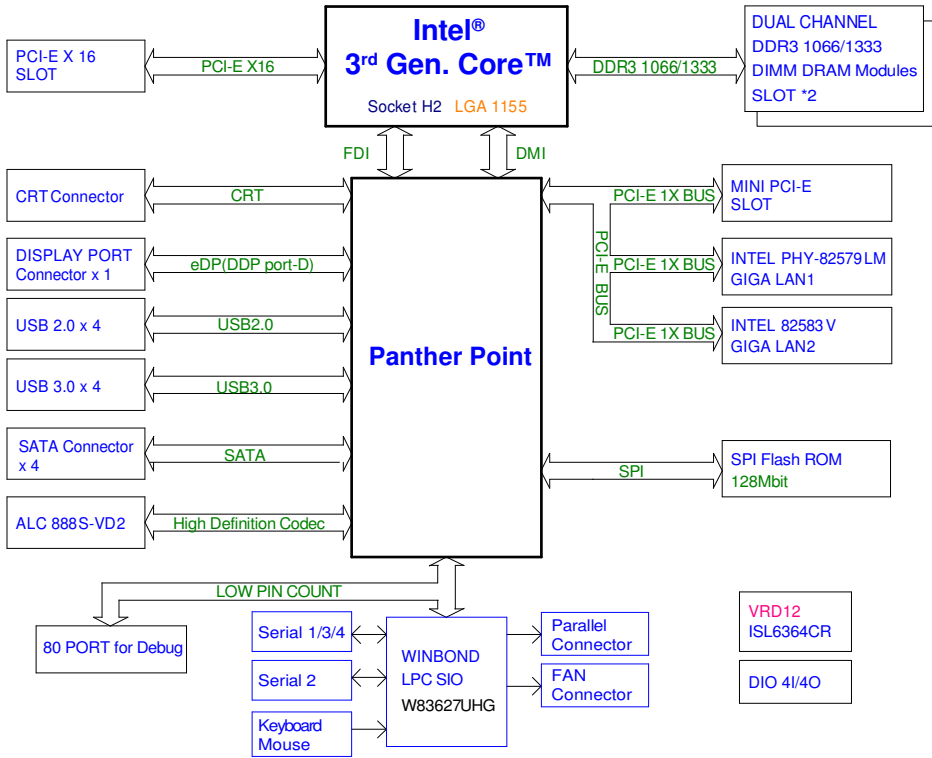 Intel®
3rd Gen. Core™
Socket H2 LGA 1155
PCI-E X 16
SLOT
PCI-E X16
DDR3 1066/1333
DUAL CHANNEL
DDR3 1066/1333
DIMM DRAM Modules
SLOT *2
FDI
DMI
Panther Point
CRT Connector
CRT
DISPLAY PORT
Connector x 1
eDP(DDP port-D)
USB 2.0 x 4
USB2.0
USB 3.0 x 4
USB3.0
SATA Connector
x 4
SATA
ALC 888S-VD2
High Definition Codec
PCI-E BUS
PCI-E 1X BUS
MINI PCI-E
SLOT
PCI-E 1X BUS
INTEL PHY-82579LM
GIGA LAN1
PCI-E 1X BUS
INTEL 82583V
GIGA LAN2
SPI
SPI Flash ROM
128Mbit
LOW PIN COUNT
80 PORT for Debug
Serial 1/3/4
Serial 2
Keyboard
Mouse
WINBOND
LPC SIO
W83627UHG
Parallel
Connector
FAN
Connector
VRD12
ISL6364CR
DIO 4I/4O